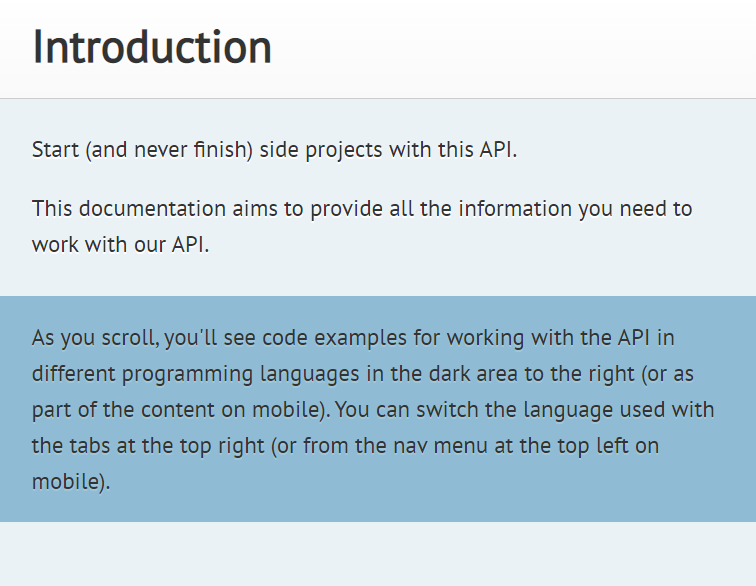 Introduction
Start (and never finish) side projects with this API.
This documentation aims to provide all the information you need to
work with our API.
As you scroll, you'll see code examples for working with the API in
different programming languages in the dark area to the right (or as
part of the content on mobile). You can switch the language used with
the tabs at the top right (or from the nav menu at the top left on
mobile).